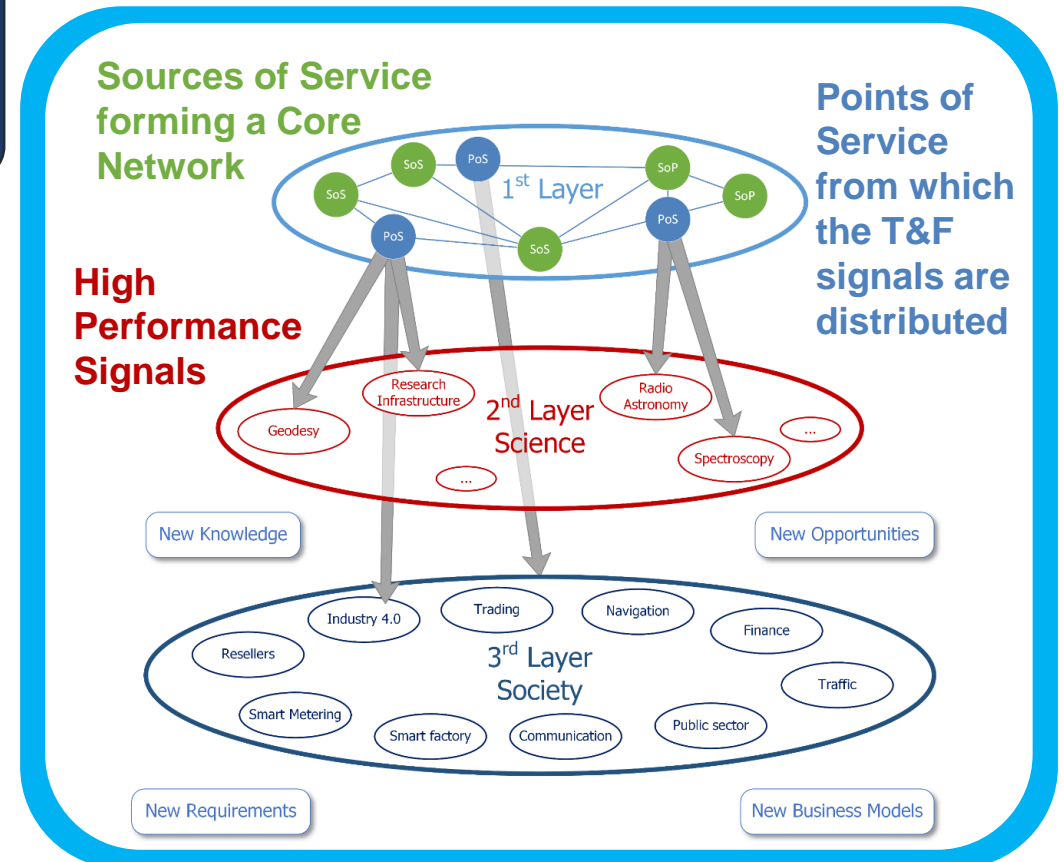 Sources of Service
forming a Core
Network
Points of
Service
from which
the T&F
signals are
distributed
SoS
PoS
SoP
1st Layer
SoS
SoP
PoS
PoS
SoS
High
Performance
Signals
Research
Infrastructure
Radio
Astronomy
2nd Layer
Science
Geodesy
...
Spectroscopy
...
New Knowledge
New Opportunities
Industry 4.0
Trading
Navigation
Finance
Resellers
3rd Layer
Society
Traffic
Smart Metering
Smart factory
Communication
Public sector
New Requirements
New Business Models